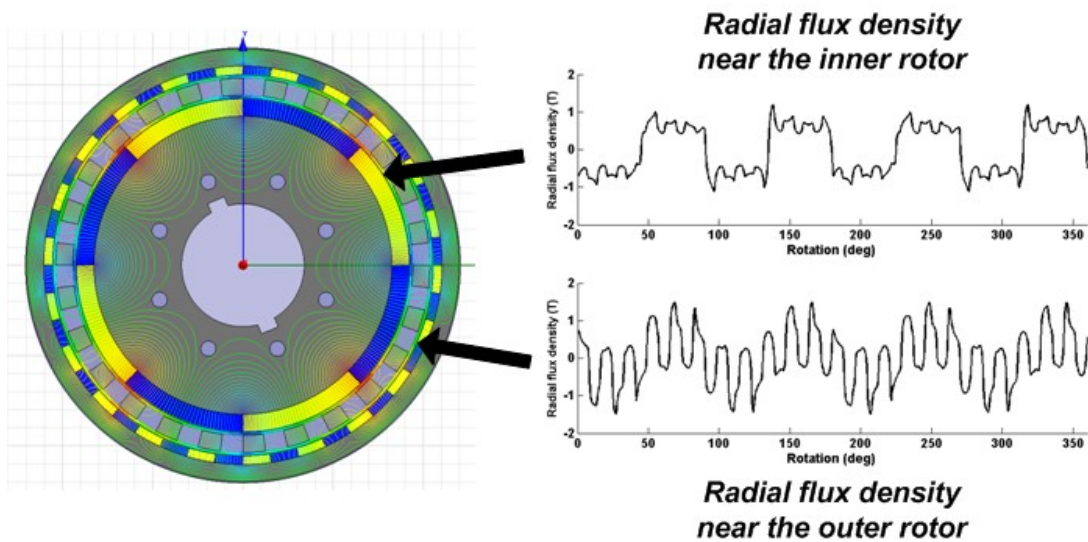 Radial flux density
near the inner rotor
Y
Radial flux density (T)
2
1
0
-1
-2
0 50 100 150 200 250 300 350
Rotation (deg)
Radial flux density (T)
2
1
0
-1
-2
0 50 100 150 200 250 300 350
Rotation (deg)
Radial flux density
near the outer rotor